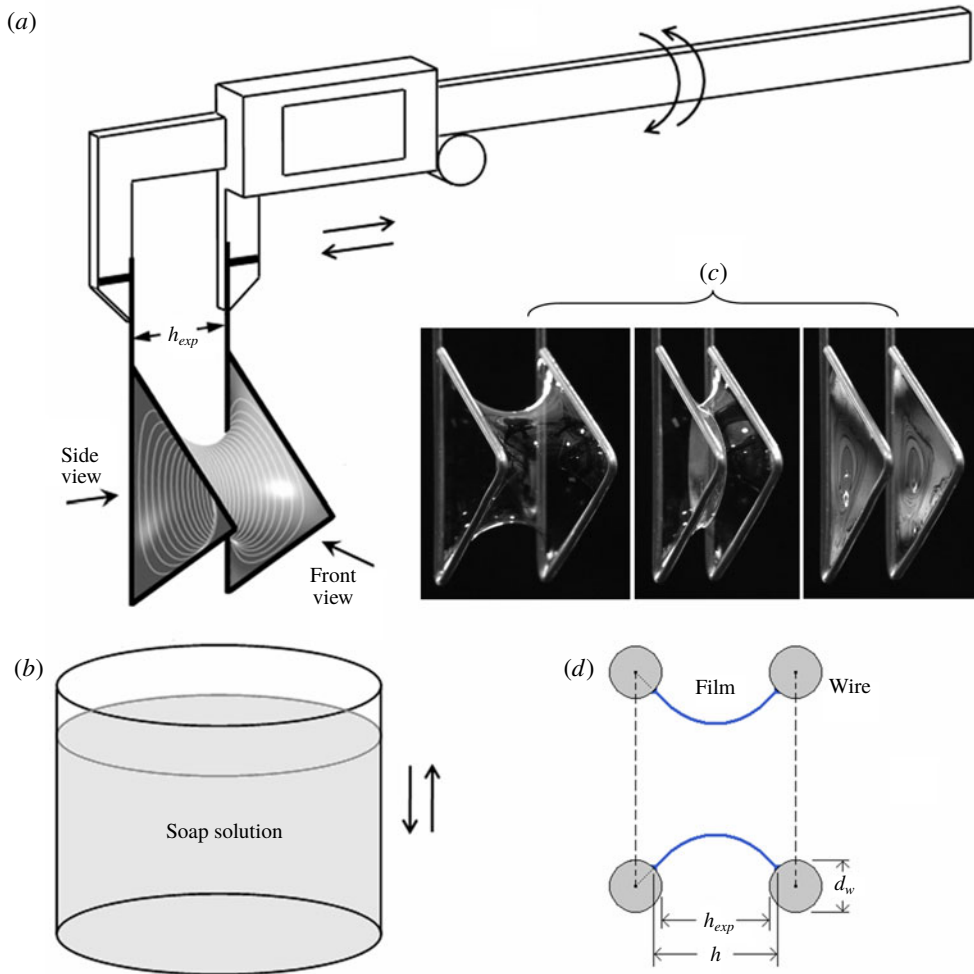 (a)
h_exp
Side
view
Front
view
(c)
(b)
Soap solution
(d)
Film
Wire
d_w
h_exp
h